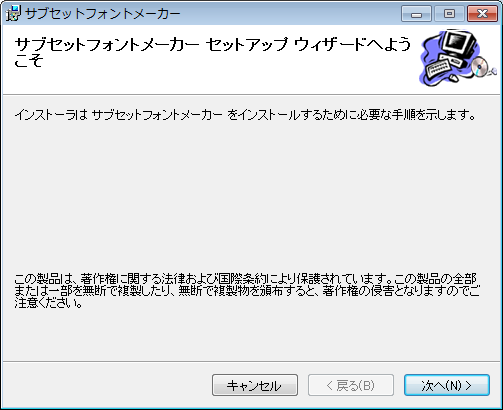 サブセットフォントメーカー
サブセットフォントメーカー セットアップ ウィザードへよう
こそ
インストーラは サブセットフォントメーカー をインストールするために必要な手順を示します。
この製品は、著作権に関する法律および国際条約により保護されています。この製品の全部
または一部を無断で複製したり、無断で複製物を頒布すると、著作権の侵害となりますのでご
注意ください。
キャンセル
< 戻る(B)
次へ(N) >